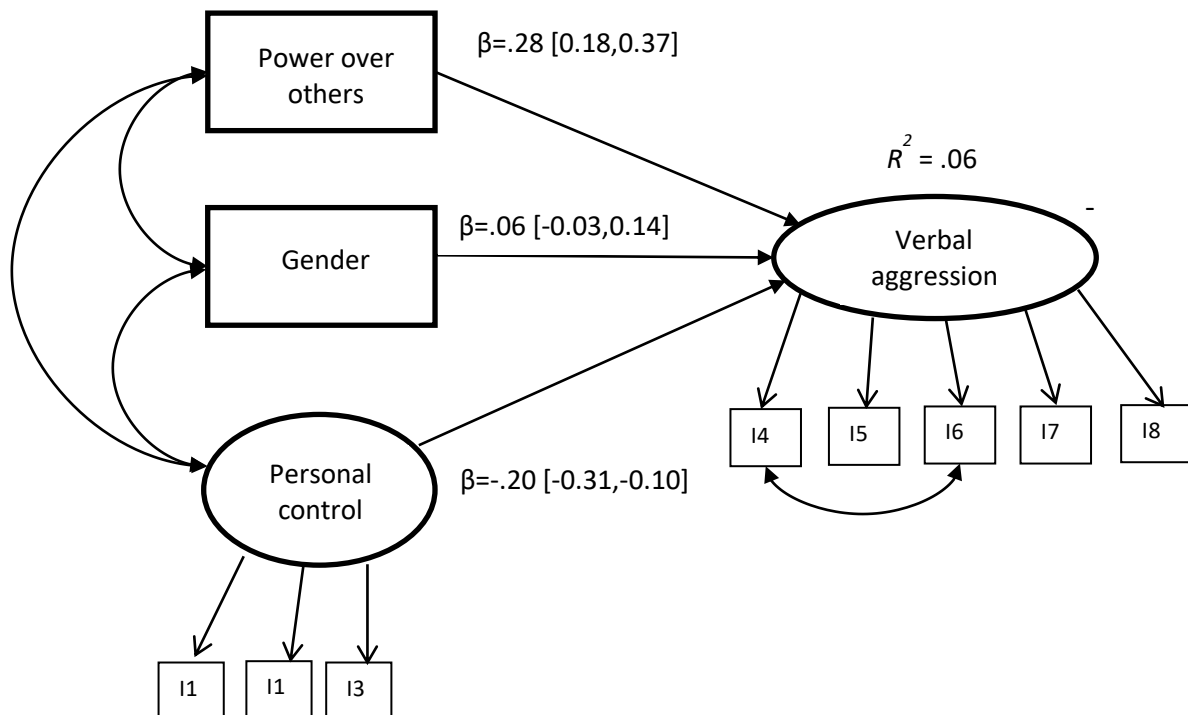 Power over
others
β=.28 [0.18,0.37]
R² = .06
-
Gender
β=.06 [-0.03,0.14]
Verbal
aggression
I4
I5
I6
I7
I8
Personal
control
β=-.20 [-0.31,-0.10]
I1
I1
I3